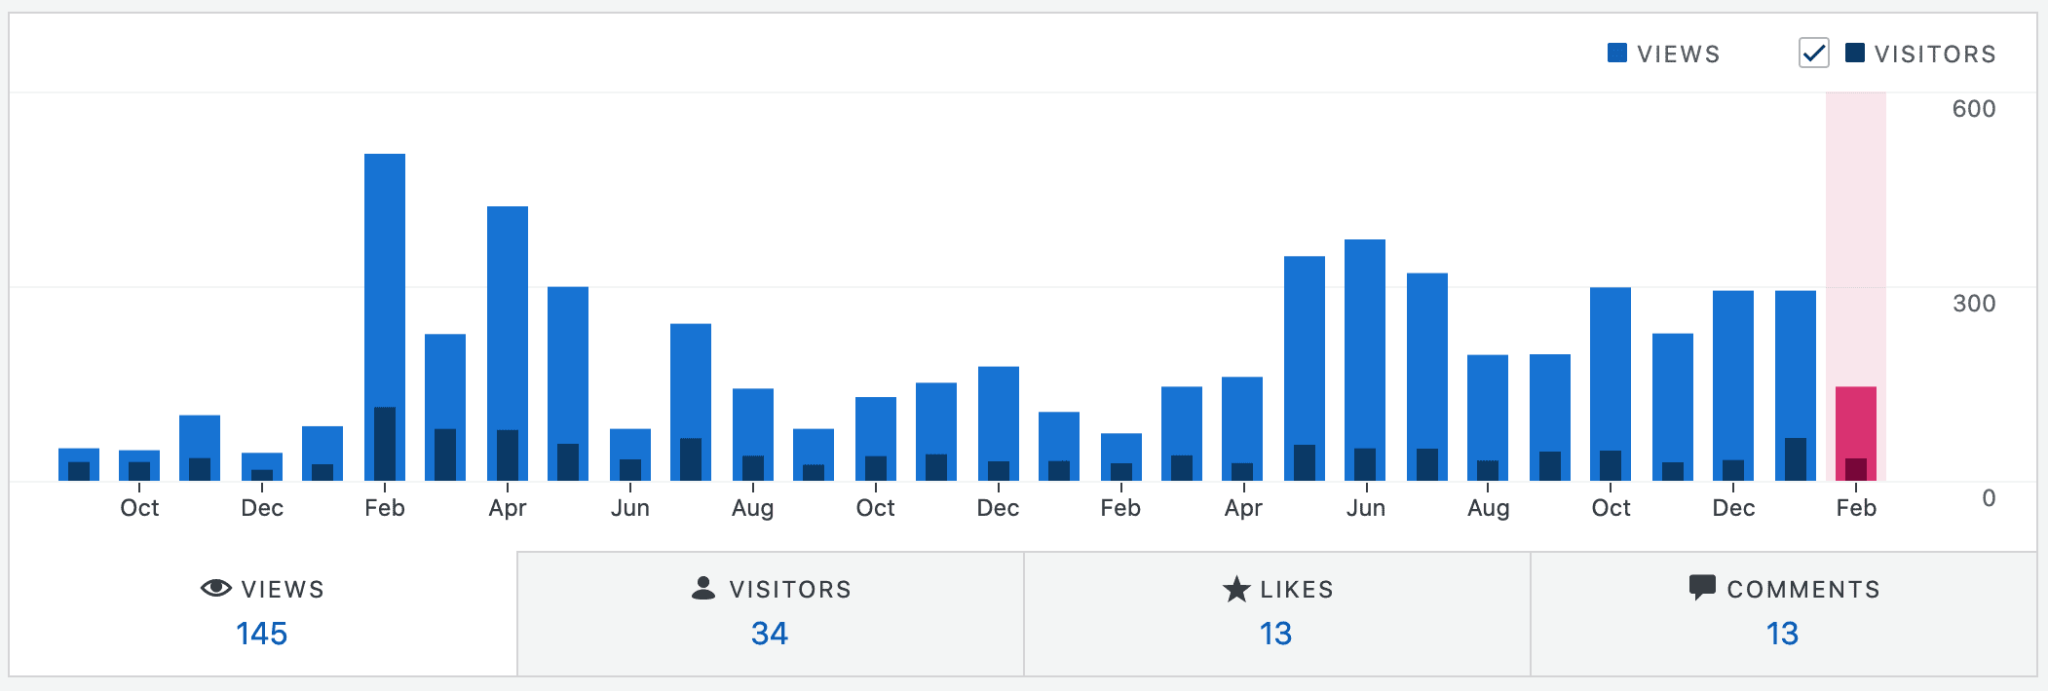 VIEWS VISITORS
600
300
0
Oct Dec Feb Apr Jun Aug Oct Dec Feb Apr Jun Aug Oct Dec Feb
VIEWS VISITORS LIKES COMMENTS
145 34 13 13